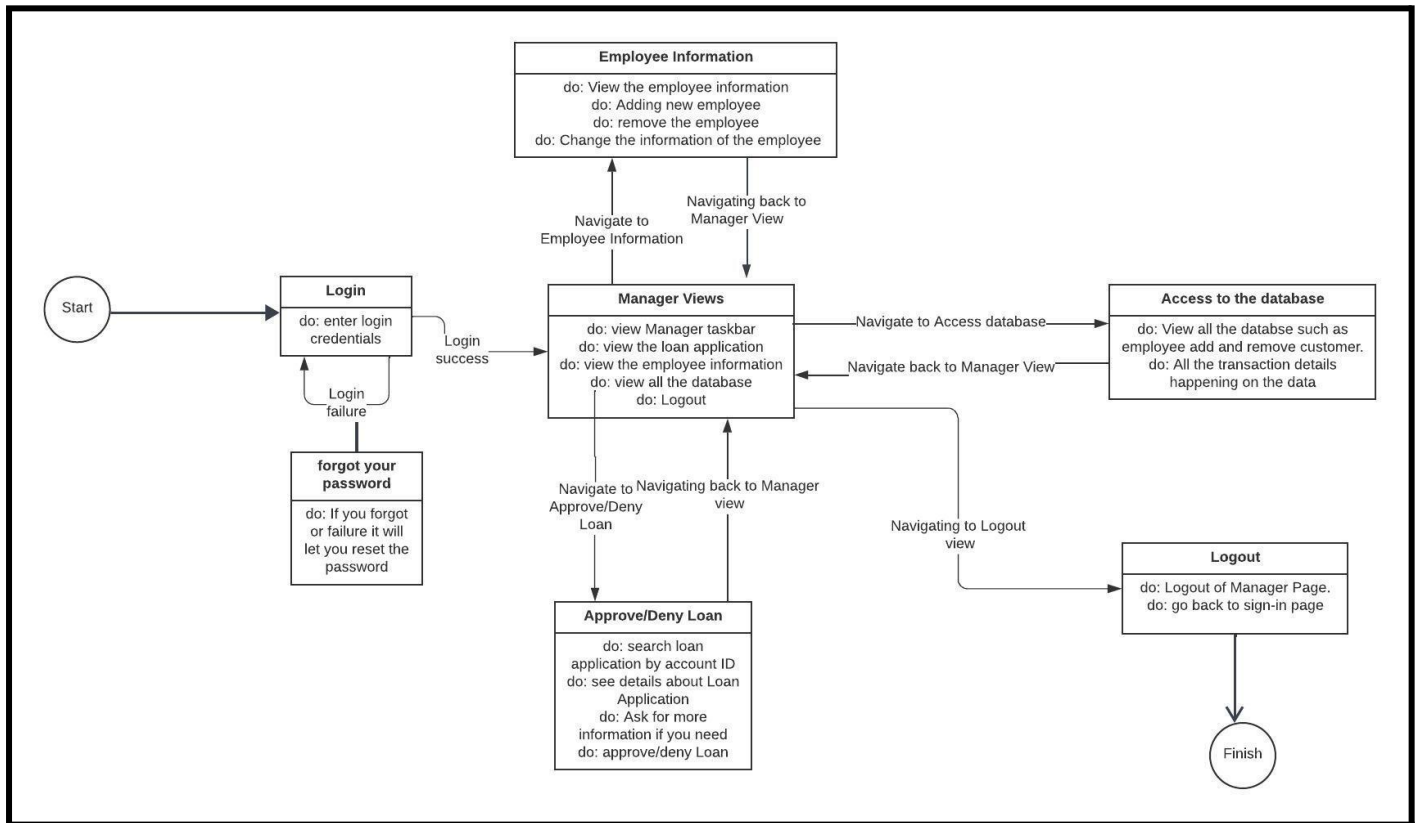 Employee Information
do: View the employee information
do: Adding new employee
do: remove the employee
do: Change the information of the employee
Navigate to
Employee Information
Navigating back to
Manager View
Start
Login
do: enter login
credentials
Login
success
Login
failure
forgot your
password
do: If you forgot
or failure it will
let you reset the
password
Manager Views
do: view Manager taskbar
do: view the loan application
do: view the employee information
do: view all the database
do: Logout
Navigate to Access database
Navigate back to Manager View
Access to the database
do: View all the databse such as
employee add and remove customer.
do: All the transaction details
happening on the data
Navigate to
Approve/Deny
Loan
Navigating back to Manager
view
Navigating to Logout
view
Approve/Deny Loan
do: search loan
application by account ID
do: see details about Loan
Application
do: Ask for more
information if you need
do: approve/deny Loan
Logout
do: Logout of Manager Page.
do: go back to sign-in page
Finish